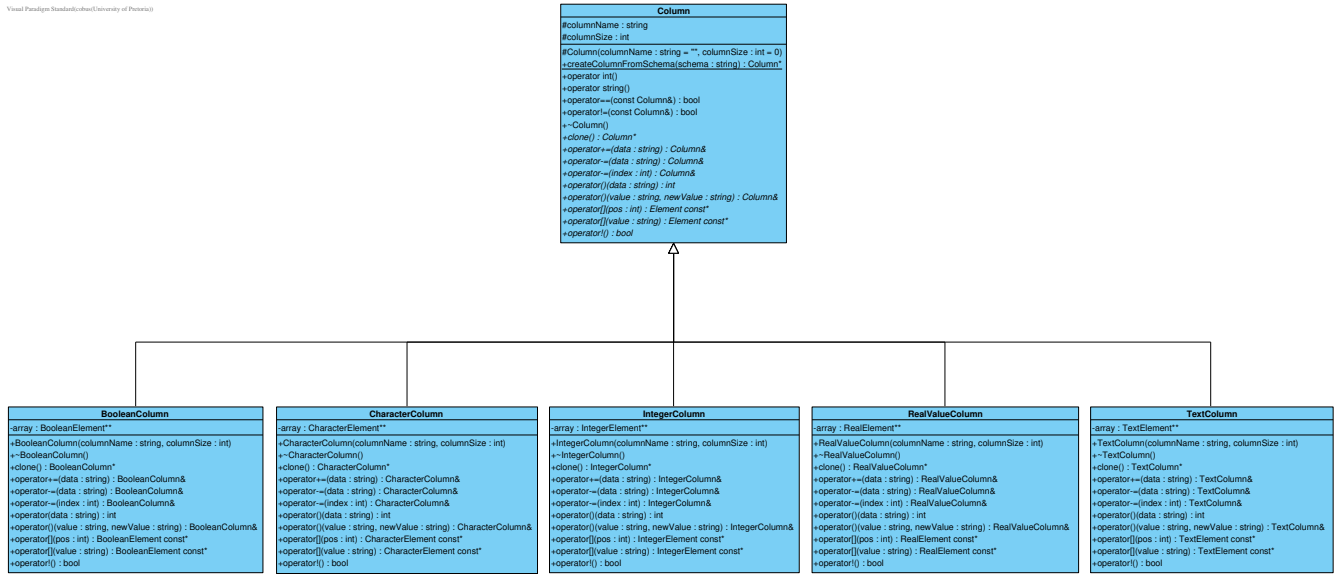 Visual Paradigm Standard(cobus(University of Pretoria))
Column
#columnName : string
#columnSize : int
#Column(columnName : string = "", columnSize : int = 0)
+createColumnFromSchema(schema : string) : Column*
+operator int()
+operator string()
+operator==(const Column&) : bool
+operator!=(const Column&) : bool
+~Column()
+clone() : Column*
+operator+=(data : string) : Column&
+operator-=(data : string) : Column&
+operator-=(index : int) : Column&
+operator()(data : string) : int
+operator()(value : string, newValue : string) : Column&
+operator[](pos : int) : Element const*
+operator[](value : string) : Element const*
+operator!() : bool
BooleanColumn
-array : BooleanElement**
+BooleanColumn(columnName : string, columnSize : int)
+~BooleanColumn()
+clone() : BooleanColumn*
+operator+=(data : string) : BooleanColumn&
+operator-=(data : string) : BooleanColumn&
+operator-=(index : int) : BooleanColumn&
+operator(data : string) : int
+operator()(value : string, newValue : string) : BooleanColumn&
+operator[](pos : int) : BooleanElement const*
+operator[](value : string) : BooleanElement const*
+operator!() : bool
CharacterColumn
-array : CharacterElement**
+CharacterColumn(columnName : string, columnSize : int)
+~CharacterColumn()
+clone() : CharacterColumn*
+operator+=(data : string) : CharacterColumn&
+operator-=(data : string) : CharacterColumn&
+operator-=(index : int) : CharacterColumn&
+operator()(data : string) : int
+operator()(value : string, newValue : string) : CharacterColumn&
+operator[](pos : int) : CharacterElement const*
+operator[](value : string) : CharacterElement const*
+operator!() : bool
IntegerColumn
-array : IntegerElement**
+IntegerColumn(columnName : string, columnSize : int)
+~IntegerColumn()
+clone() : IntegerColumn*
+operator+=(data : string) : IntegerColumn&
+operator-=(data : string) : IntegerColumn&
+operator-=(index : int) : IntegerColumn&
+operator()(data : string) : int
+operator()(value : string, newValue : string) : IntegerColumn&
+operator[](pos : int) : IntegerElement const*
+operator[](value : string) : IntegerElement const*
+operator!() : bool
RealValueColumn
-array : RealElement**
+RealValueColumn(columnName : string, columnSize : int)
+~RealValueColumn()
+clone() : RealValueColumn*
+operator+=(data : string) : RealValueColumn&
+operator-=(data : string) : RealValueColumn&
+operator-=(index : int) : RealValueColumn&
+operator()(data : string) : int
+operator()(value : string, newValue : string) : RealValueColumn&
+operator[](pos : int) : RealElement const*
+operator[](value : string) : RealElement const*
+operator!() : bool
TextColumn
-array : TextElement**
+TextColumn(columnName : string, columnSize : int)
+~TextColumn()
+clone() : TextColumn*
+operator+=(data : string) : TextColumn&
+operator-=(data : string) : TextColumn&
+operator-=(index : int) : TextColumn&
+operator()(data : string) : int
+operator()(value : string, newValue : string) : TextColumn&
+operator[](pos : int) : TextElement const*
+operator[](value : string) : TextElement const*
+operator!() : bool